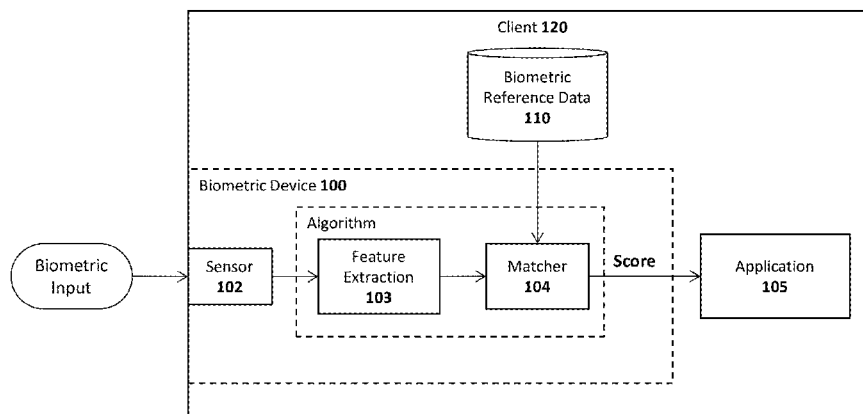 Client 120
Biometric
Reference Data
110
Biometric Device 100
Algorithm
Biometric
Input
Sensor
102
Feature
Extraction
103
Matcher
104
Score
Application
105